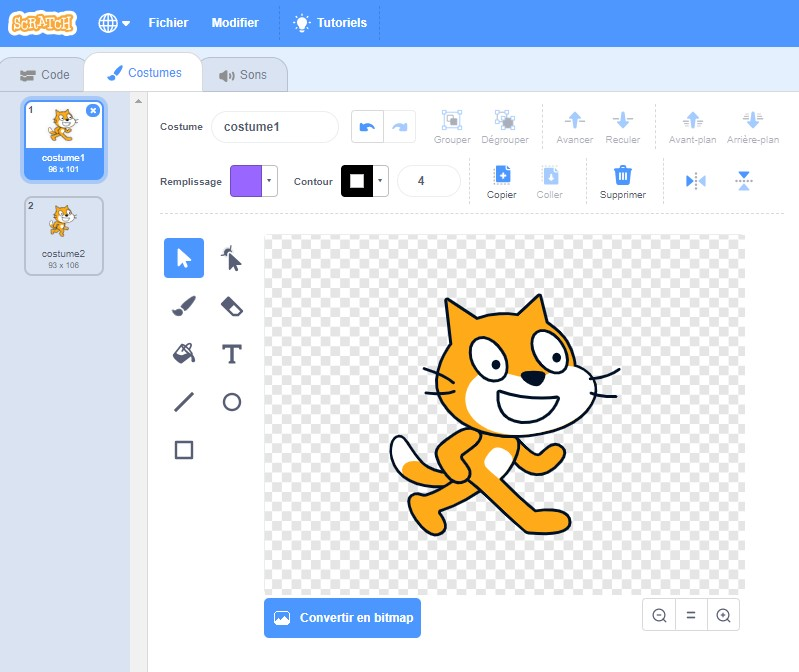 SCRATCH
Fichier
Modifier
Tutoriels
Code
Costumes
Sons
1
costume1
96 x 101
2
costume2
93 x 106
Costume
costume1
Grouper
Dégrouper
Avancer
Reculer
Avant-plan
Arrière-plan
Remplissage
Contour
4
Copier
Coller
Supprimer
T
Convertir en bitmap